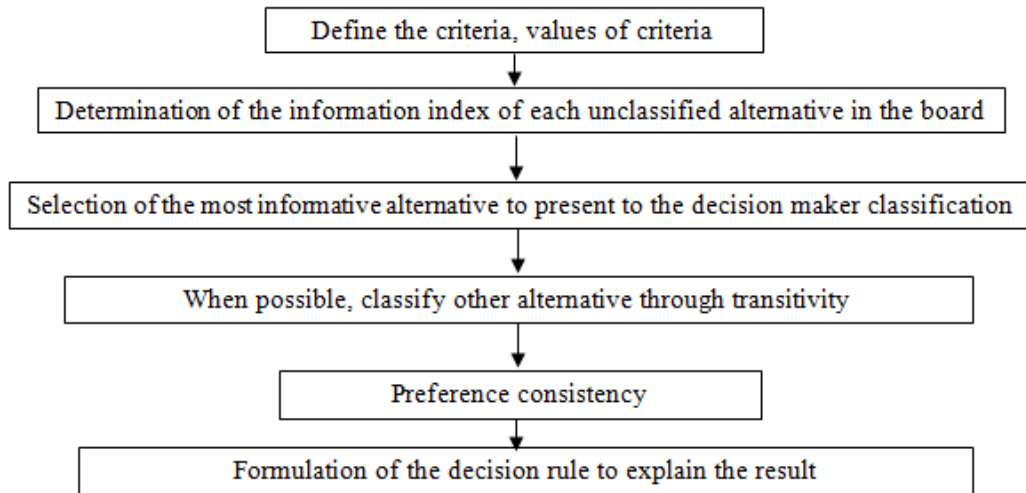 Define the criteria, values of criteria
Determination of the information index of each unclassified alternative in the board
Selection of the most informative alternative to present to the decision maker classification
When possible, classify other alternative through transitivity
Preference consistency
Formulation of the decision rule to explain the result